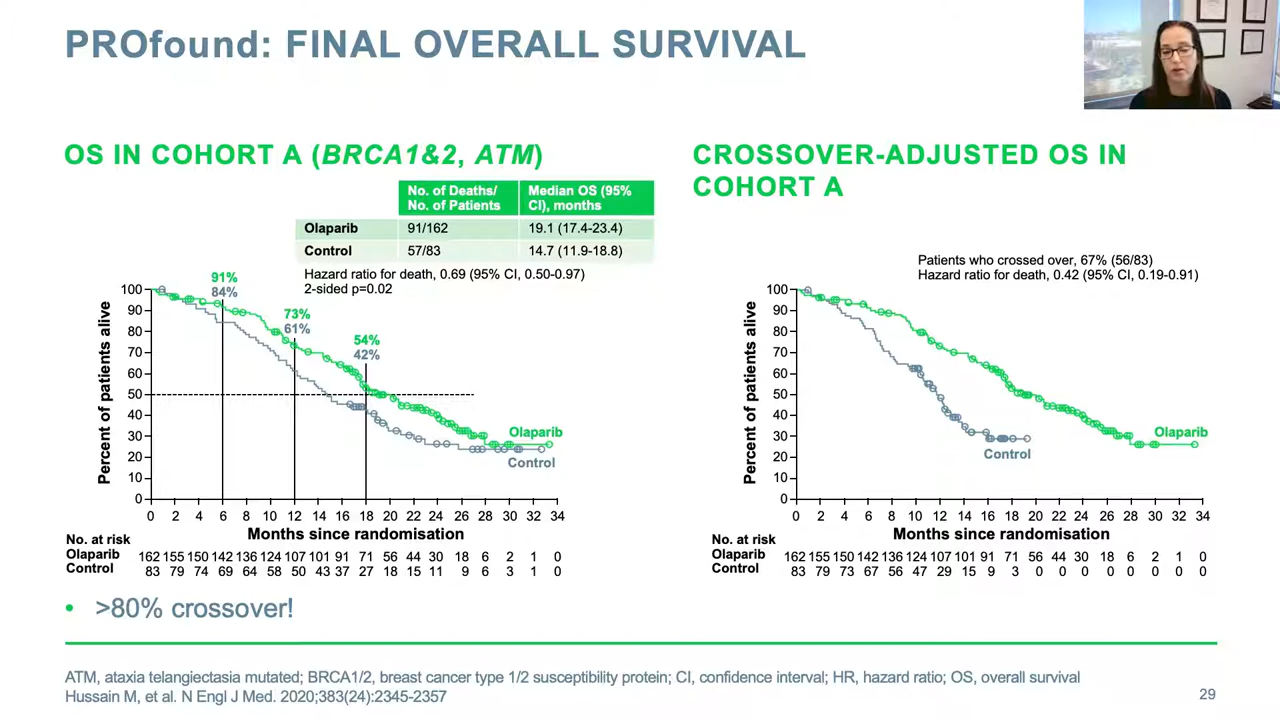 PROfound: FINAL OVERALL SURVIVAL
OS IN COHORT A (BRCA1&2, ATM)
No. of Deaths/ No. of Patients Median OS (95% CI), months
Olaparib 91/162 19.1 (17.4-23.4)
Control 57/83 14.7 (11.9-18.8)
Hazard ratio for death, 0.69 (95% CI, 0.50-0.97)
2-sided p=0.02
91%
84%
73%
61%
54%
42%
Percent of patients alive
100
90
80
70
60
50
40
30
20
10
0
Olaparib
Control
0 2 4 6 8 10 12 14 16 18 20 22 24 26 28 30 32 34
Months since randomisation
No. at risk
Olaparib 162 155 150 142 136 124 107 101 91 71 56 44 30 18 6 2 1 0
Control 83 79 74 69 64 58 50 43 37 27 18 15 11 9 6 3 1 0
CROSSOVER-ADJUSTED OS IN
COHORT A
Patients who crossed over, 67% (56/83)
Hazard ratio for death, 0.42 (95% CI, 0.19-0.91)
Percent of patients alive
100
90
80
70
60
50
40
30
20
10
0
Olaparib
Control
0 2 4 6 8 10 12 14 16 18 20 22 24 26 28 30 32 34
Months since randomisation
No. at risk
Olaparib 162 155 150 142 136 124 107 101 91 71 56 44 30 18 6 2 1 0
Control 83 79 73 67 56 47 29 15 9 3 0 0 0 0 0 0 0 0
• >80% crossover!
ATM, ataxia telangiectasia mutated; BRCA1/2, breast cancer type 1/2 susceptibility protein; CI, confidence interval; HR, hazard ratio; OS, overall survival
Hussain M, et al. N Engl J Med. 2020;383(24):2345-2357
29